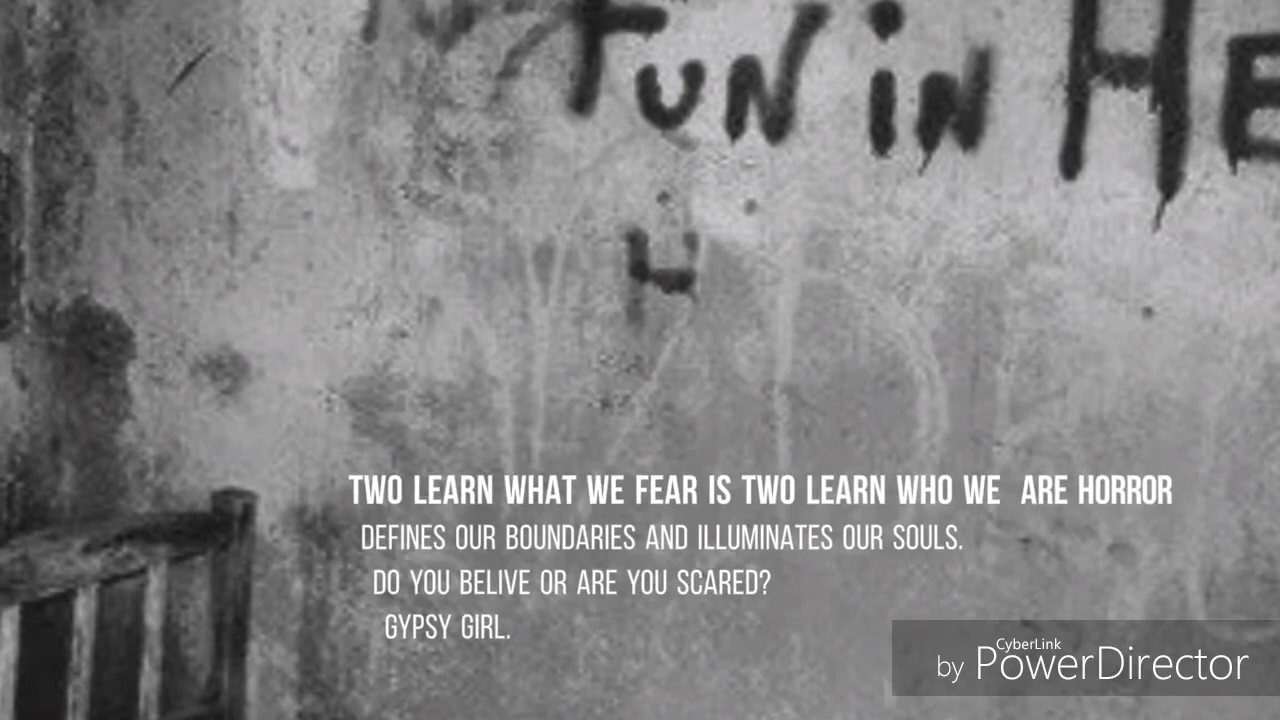 FUN iN HE
H
TWO LEARN WHAT WE FEAR IS TWO LEARN WHO WE ARE HORROR
DEFINES OUR BOUNDARIES AND ILLUMINATES OUR SOULS.
DO YOU BELIVE OR ARE YOU SCARED?
GYPSY GIRL.
CyberLink
by PowerDirector